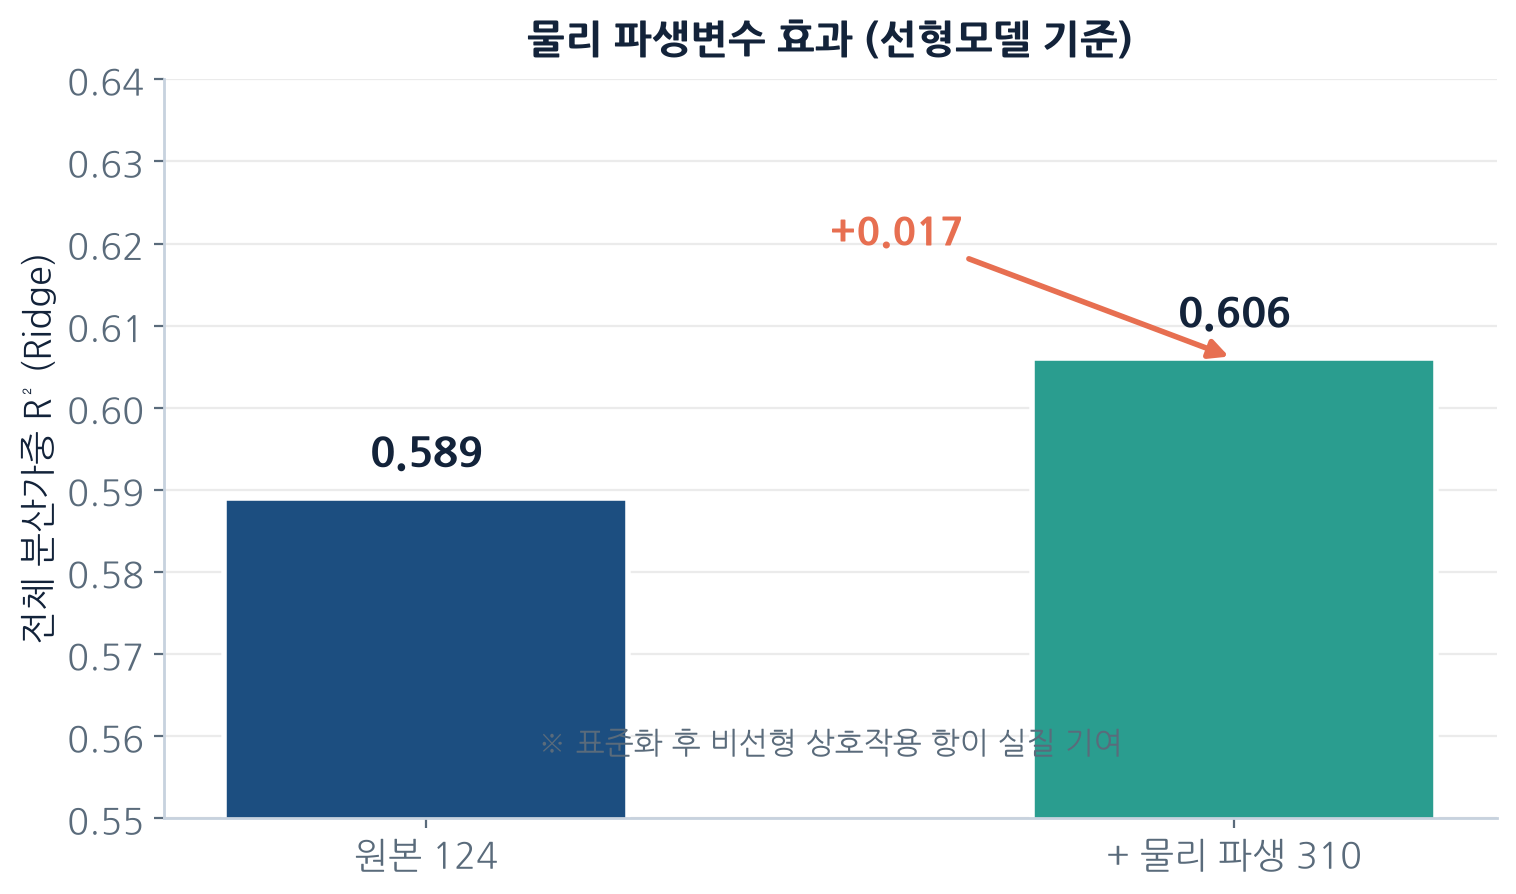 물리 파생변수 효과 (선형모델 기준)
전체 분산가중 R² (Ridge)
0.64
0.63
0.62
0.61
0.60
0.59
0.58
0.57
0.56
0.55
+0.017
0.606
0.589
※ 표준화 후 비선형 상호작용 항이 실질 기여
원본 124
+ 물리 파생 310